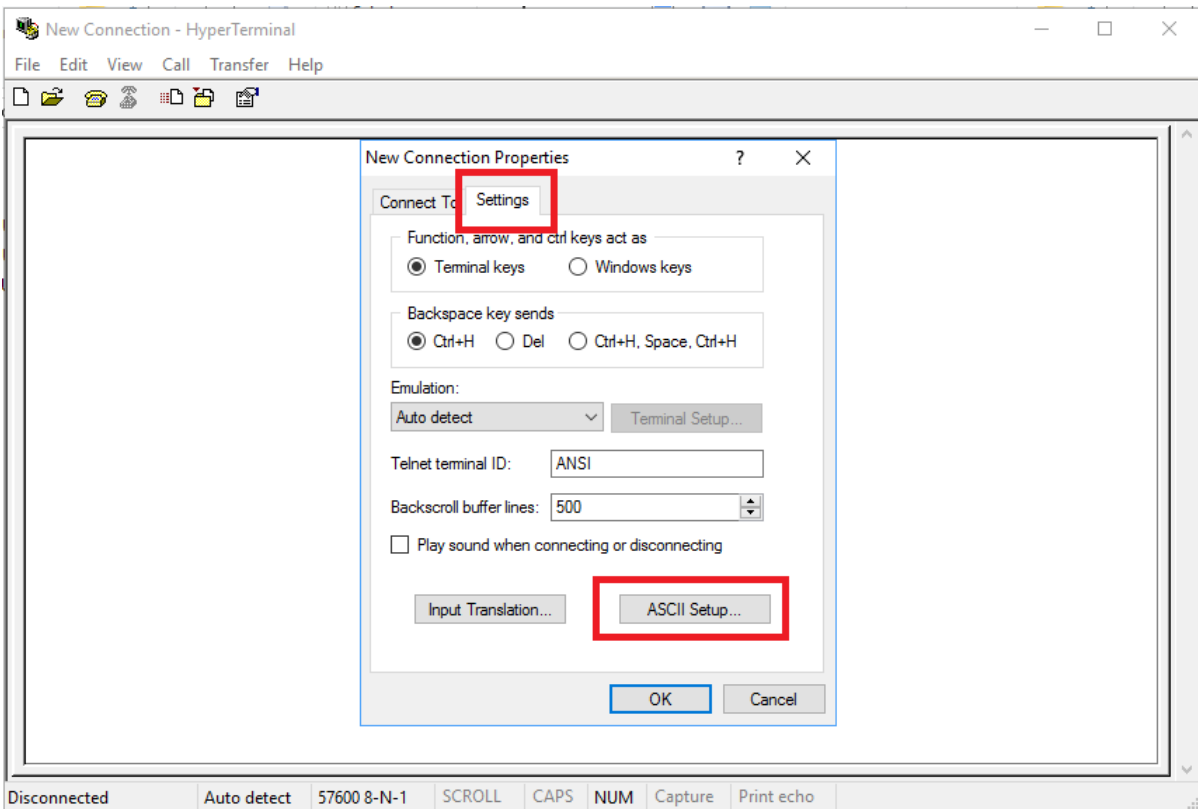 New Connection - HyperTerminal
File Edit View Call Transfer Help
New Connection Properties ?
Connect To Settings
Function, arrow, and ctrl keys act as
Terminal keys Windows keys
Backspace key sends
Ctrl+H Del Ctrl+H, Space, Ctrl+H
Emulation:
Auto detect Terminal Setup...
Telnet terminal ID: ANSI
Backscroll buffer lines: 500
Play sound when connecting or disconnecting
Input Translation... ASCII Setup...
OK Cancel
Disconnected Auto detect 57600 8-N-1 SCROLL CAPS NUM Capture Print echo